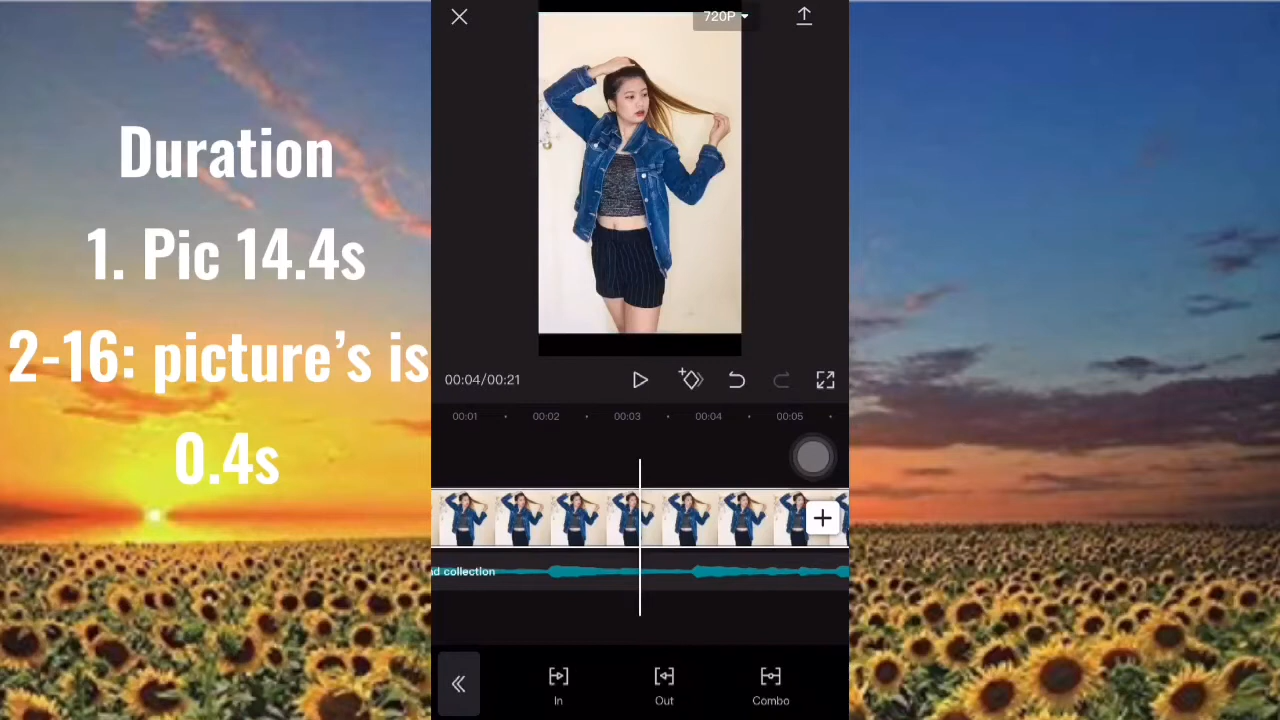 Duration
1. Pic 14.4s
2-16: picture’s is
0.4s
720P
00:04/00:21
00:01
00:02
00:03
00:04
00:05
d collection
In
Out
Combo